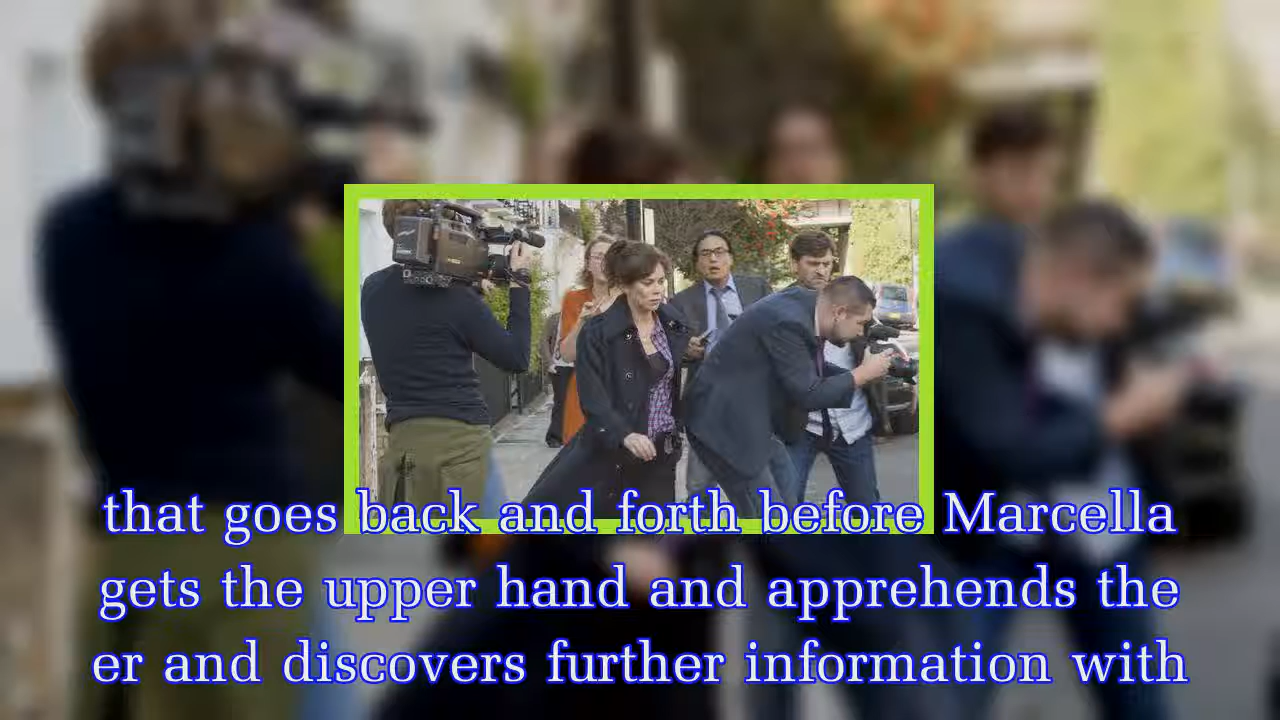 that goes back and forth before Marcella
gets the upper hand and apprehends the
er and discovers further information with